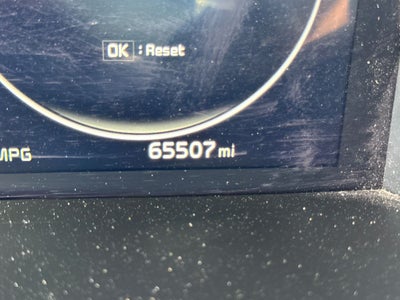 OK : Reset
MPG 65507 mi